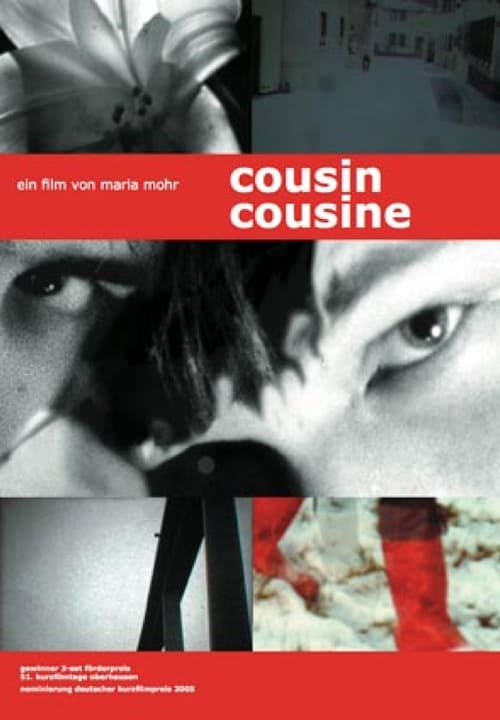 ein film von maria mohr
cousin
cousine
gewinner 3-sat förderpreis
51. kurzfilmtage oberhausen
nominierung deutscher kurzfilmpreis 2005